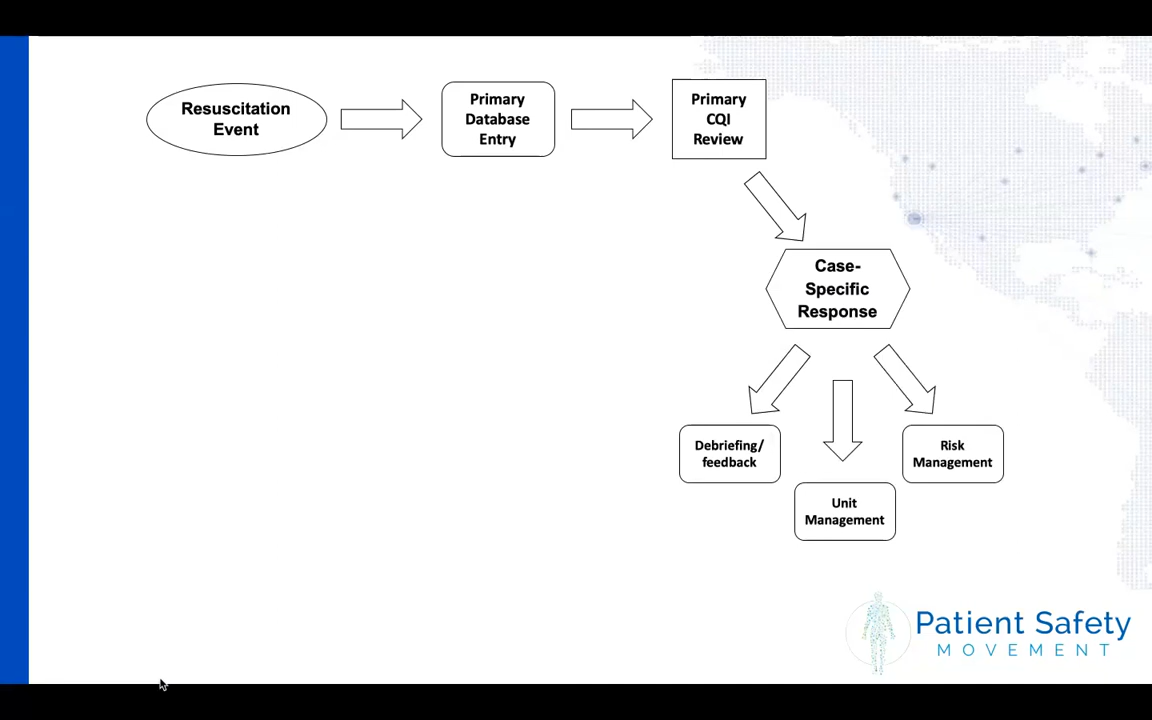 Resuscitation
Event
Primary
Database
Entry
Primary
CQI
Review
Case-
Specific
Response
Debriefing/
feedback
Unit
Management
Risk
Management
Patient Safety
MOVEMENT